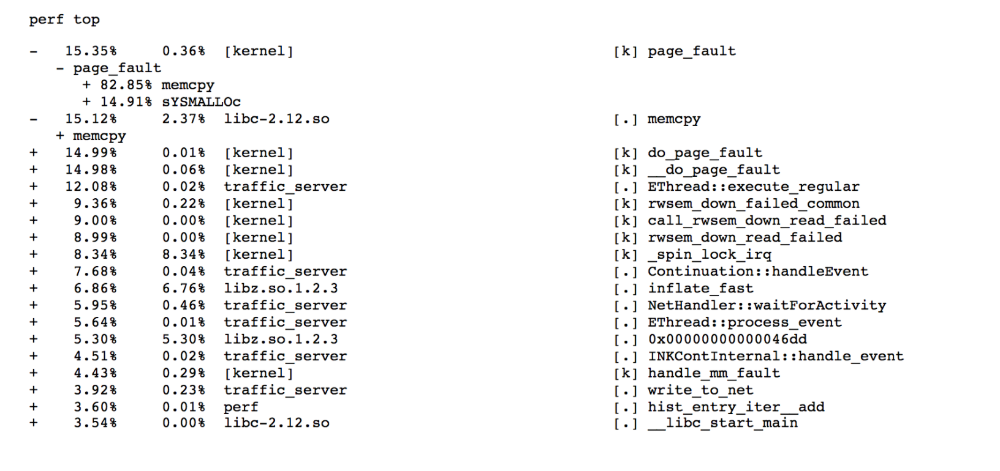 perf top
- 15.35% 0.36% [kernel] [k] page_fault
- page_fault
+ 82.85% memcpy
+ 14.91% sYSMALLOc
- 15.12% 2.37% libc-2.12.so [.] memcpy
+ memcpy
+ 14.99% 0.01% [kernel] [k] do_page_fault
+ 14.98% 0.06% [kernel] [k] __do_page_fault
+ 12.08% 0.02% traffic_server [.] EThread::execute_regular
+ 9.36% 0.22% [kernel] [k] rwsem_down_failed_common
+ 9.00% 0.00% [kernel] [k] call_rwsem_down_read_failed
+ 8.99% 0.00% [kernel] [k] rwsem_down_read_failed
+ 8.34% 8.34% [kernel] [k] _spin_lock_irq
+ 7.68% 0.04% traffic_server [.] Continuation::handleEvent
+ 6.86% 6.76% libz.so.1.2.3 [.] inflate_fast
+ 5.95% 0.46% traffic_server [.] NetHandler::waitForActivity
+ 5.64% 0.01% traffic_server [.] EThread::process_event
+ 5.30% 5.30% libz.so.1.2.3 [.] 0x00000000000046dd
+ 4.51% 0.02% traffic_server [.] INKContInternal::handle_event
+ 4.43% 0.29% [kernel] [k] handle_mm_fault
+ 3.92% 0.23% traffic_server [.] write_to_net
+ 3.60% 0.01% perf [.] hist_entry_iter__add
+ 3.54% 0.00% libc-2.12.so [.] __libc_start_main